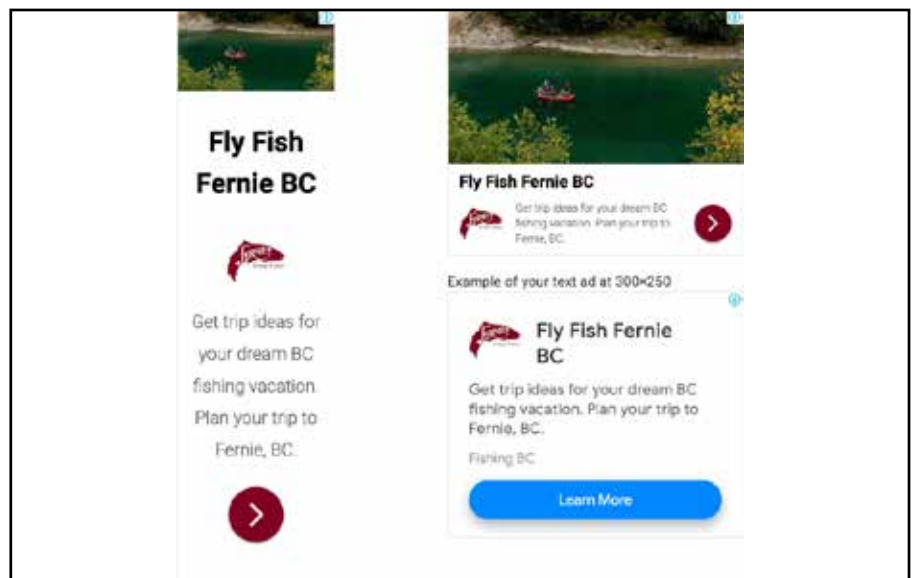 Fly Fish
Fernie BC
Get trip ideas for
your dream BC
fishing vacation.
Plan your trip to
Fernie, BC.
Fly Fish Fernie BC
Get trip ideas for your dream BC
fishing vacation. Plan your trip to
Fernie, BC.
Example of your text ad at 300×250
Fly Fish Fernie
BC
Get trip ideas for your dream BC
fishing vacation. Plan your trip to
Fernie, BC.
Fishing BC
Learn More